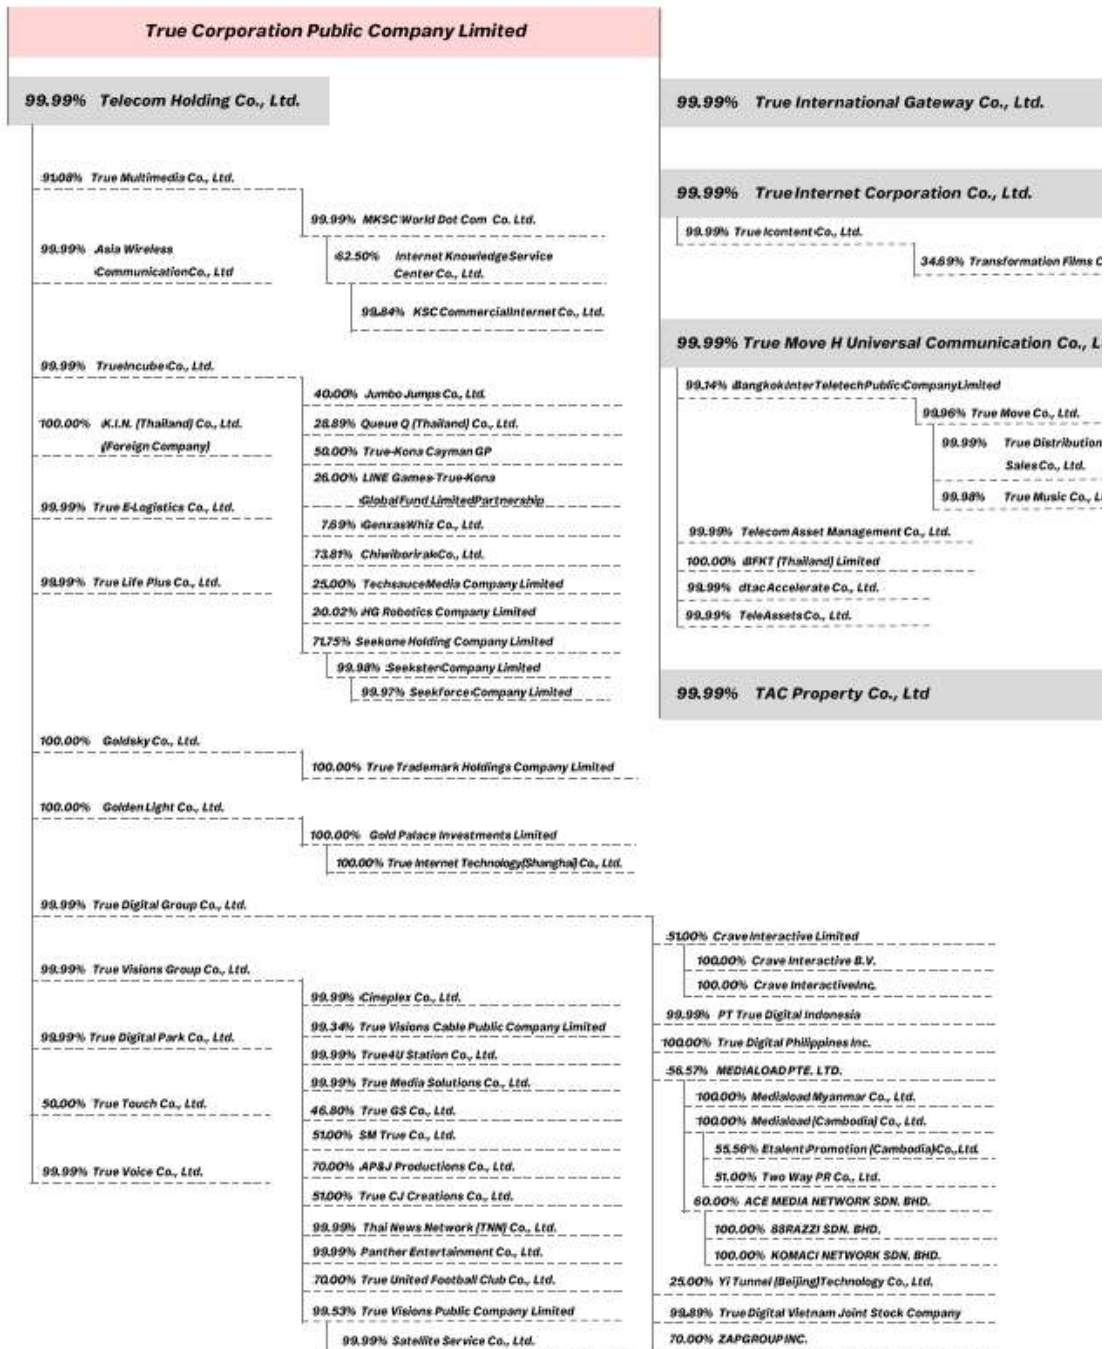 True Corporation Public Company Limited
99.99% Telecom Holding Co., Ltd.
91.08% True Multimedia Co., Ltd.
99.99% MKSC World Dot Com Co. Ltd.
62.50% Internet Knowledge Service
Center Co., Ltd.
99.84% KSC Commercial Internet Co., Ltd.
99.99% Asia Wireless
Communication Co., Ltd
99.99% True Incube Co., Ltd.
40.00% Jumbo Jumps Co., Ltd.
28.89% Queue Q (Thailand) Co., Ltd.
50.00% True-Kona Cayman GP
26.00% LINE Games-True-Kona
Global Fund Limited Partnership
7.69% GenxasWhiz Co., Ltd.
73.81% Chiwiborirak Co., Ltd.
25.00% Techsauce Media Company Limited
20.02% HG Robotics Company Limited
71.75% Seekone Holding Company Limited
99.98% Seekster Company Limited
99.97% Seekforce Company Limited
100.00% K.I.N. (Thailand) Co., Ltd.
(Foreign Company)
99.99% True E-Logistics Co., Ltd.
99.99% True Life Plus Co., Ltd.
100.00% Goldsky Co., Ltd.
100.00% True Trademark Holdings Company Limited
100.00% Golden Light Co., Ltd.
100.00% Gold Palace Investments Limited
100.00% True Internet Technology (Shanghai) Co., Ltd.
99.99% True Digital Group Co., Ltd.
51.00% Crave Interactive Limited
100.00% Crave Interactive B.V.
100.00% Crave Interactive Inc.
99.99% PT True Digital Indonesia
100.00% True Digital Philippines Inc.
56.57% MEDIALOAD PTE. LTD.
100.00% Mediaload Myanmar Co., Ltd.
100.00% Mediaload (Cambodia) Co., Ltd.
55.56% Etalent Promotion (Cambodia) Co., Ltd.
51.00% Two Way PR Co., Ltd.
60.00% ACE MEDIA NETWORK SDN. BHD.
100.00% 88RAZZI SDN. BHD.
100.00% KOMACI NETWORK SDN. BHD.
25.00% Yi Tunnel (Beijing) Technology Co., Ltd.
99.89% True Digital Vietnam Joint Stock Company
70.00% ZAPGROUP INC.
99.99% True Visions Group Co., Ltd.
99.99% Cineplex Co., Ltd.
99.34% True Visions Cable Public Company Limited
99.99% True4U Station Co., Ltd.
99.99% True Media Solutions Co., Ltd.
46.80% True GS Co., Ltd.
51.00% SM True Co., Ltd.
70.00% AP&J Productions Co., Ltd.
51.00% True CJ Creations Co., Ltd.
99.99% Thai News Network (TNN) Co., Ltd.
99.99% Panther Entertainment Co., Ltd.
70.00% True United Football Club Co., Ltd.
99.53% True Visions Public Company Limited
99.99% Satellite Service Co., Ltd.
99.99% True Digital Park Co., Ltd.
50.00% True Touch Co., Ltd.
99.99% True Voice Co., Ltd.
99.99% True International Gateway Co., Ltd.
99.99% True Internet Corporation Co., Ltd.
99.99% True Icontent Co., Ltd.
34.69% Transformation Films C
99.99% True Move H Universal Communication Co., L
99.14% Bangkok Inter Teletech Public Company Limited
99.96% True Move Co., Ltd.
99.99% True Distribution
Sales Co., Ltd.
99.98% True Music Co., L
99.99% Telecom Asset Management Co., Ltd.
100.00% BFKT (Thailand) Limited
99.99% dtac Accelerate Co., Ltd.
99.99% TeleAssets Co., Ltd.
99.99% TAC Property Co., Ltd